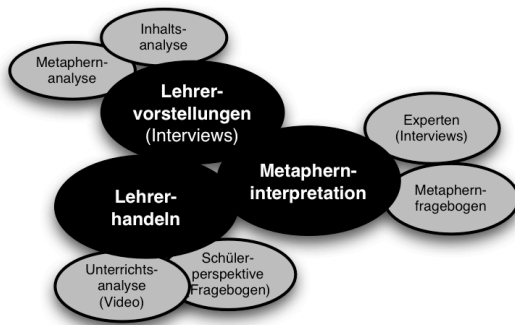 Inhalts-
analyse
Metaphern-
analyse
Lehrer-
vorstellungen
(Interviews)
Experten
(Interviews)
Metaphern-
interpretation
Metaphern-
fragebogen
Lehrer-
handeln
Unterrichts-
analyse
(Video)
Schüler-
perspektive
(Fragebogen)